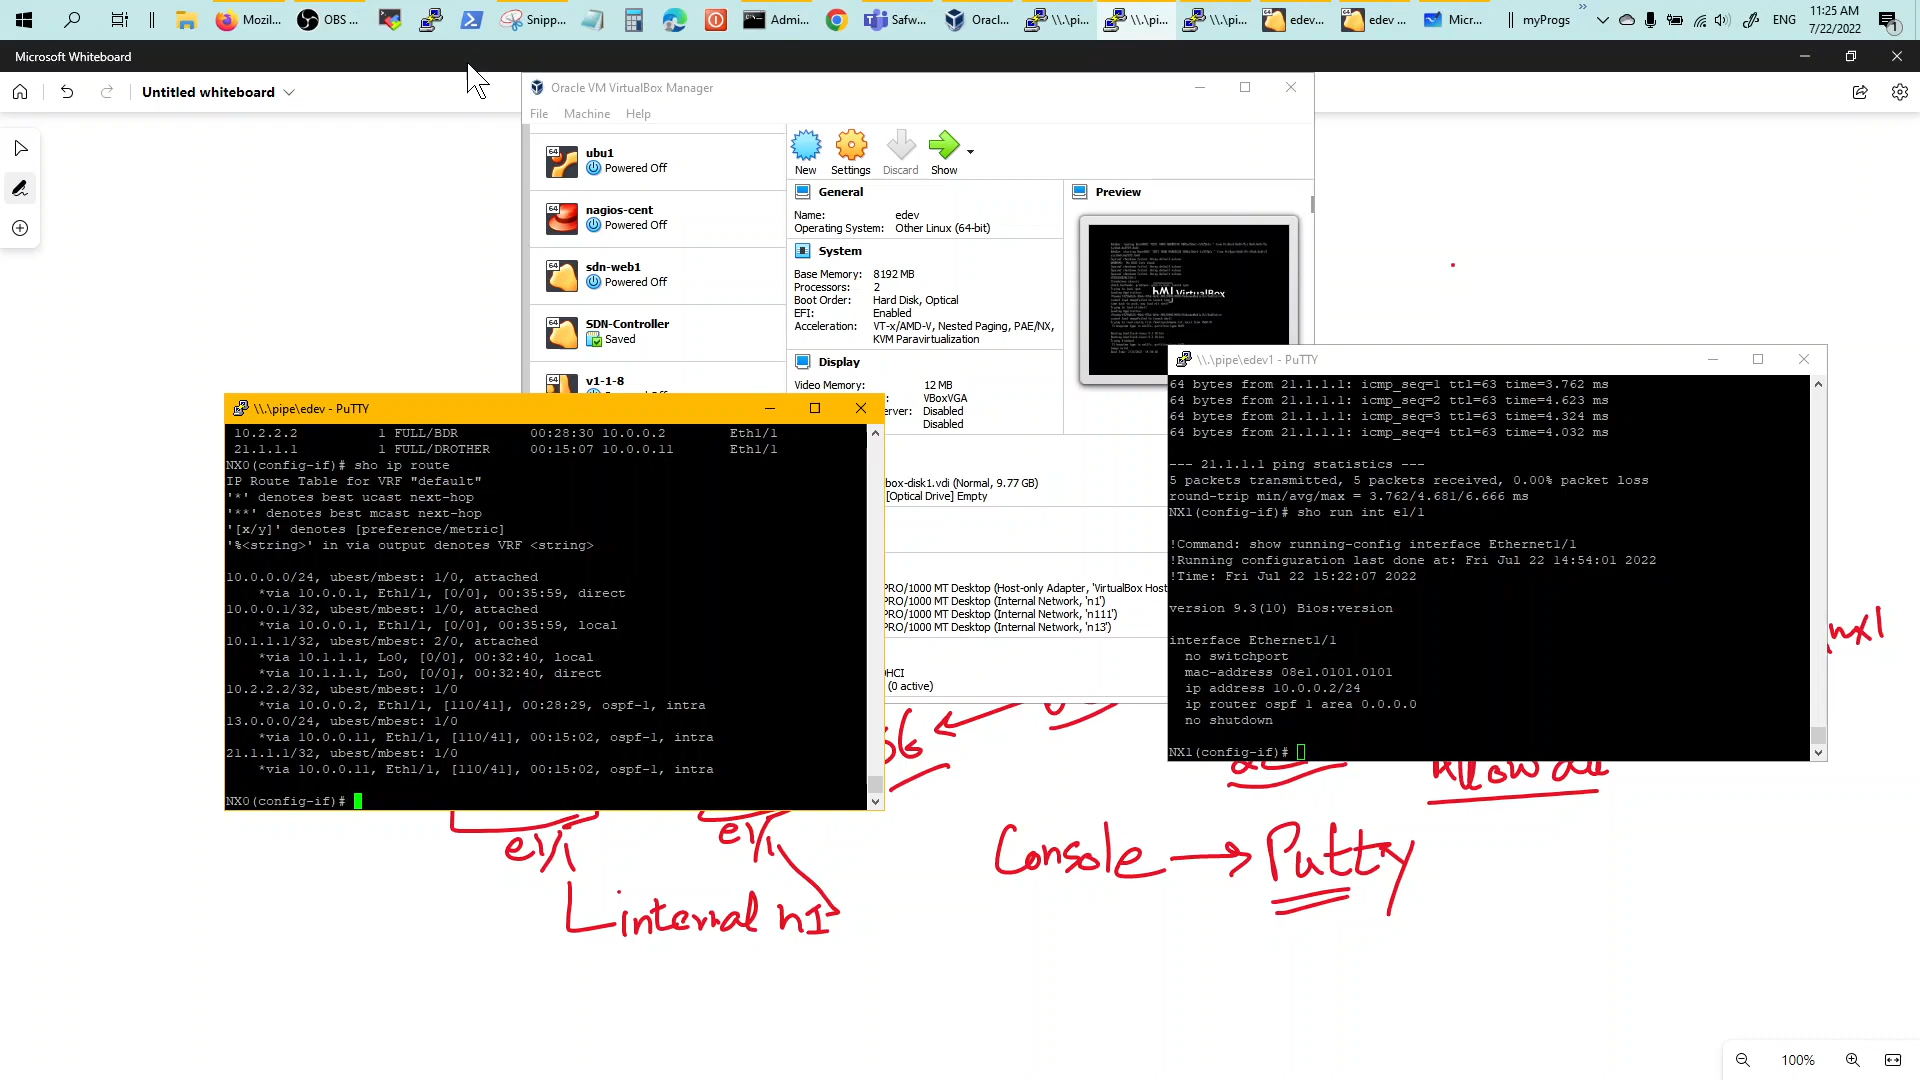 Mozil...
OBS ...
Snipp...
Admi...
Safw...
Oracl...
\\.\pi...
\\.\pi...
\\.\pi...
edev...
edev ...
Micr...
myProgs
ENG
11:25 AM
7/22/2022
1
Microsoft Whiteboard
Untitled whiteboard
Oracle VM VirtualBox Manager
File Machine Help
64
ubu1
Powered Off
64
nagios-cent
Powered Off
64
sdn-web1
Powered Off
64
SDN-Controller
Saved
64
v1-1-8
New Settings Discard Show
General
Name: edev
Operating System: Other Linux (64-bit)
System
Base Memory: 8192 MB
Processors: 2
Boot Order: Hard Disk, Optical
EFI: Enabled
Acceleration: VT-x/AMD-V, Nested Paging, PAE/NX,
KVM Paravirtualization
Display
Video Memory: 12 MB
: VBoxVGA
erver: Disabled
Disabled
box-disk1.vdi (Normal, 9.77 GB)
[Optical Drive] Empty
PRO/1000 MT Desktop (Host-only Adapter, 'VirtualBox Host
PRO/1000 MT Desktop (Internal Network, 'n1')
PRO/1000 MT Desktop (Internal Network, 'n111')
PRO/1000 MT Desktop (Internal Network, 'n13')
HCI
(0 active)
Preview
VirtualBox
\\.\pipe\edev - PuTTY
10.2.2.2 1 FULL/BDR 00:28:30 10.0.0.2 Eth1/1
21.1.1.1 1 FULL/DROTHER 00:15:07 10.0.0.11 Eth1/1
NX0(config-if)# sho ip route
IP Route Table for VRF "default"
'*' denotes best ucast next-hop
'**' denotes best mcast next-hop
'[x/y]' denotes [preference/metric]
'%<string>' in via output denotes VRF <string>
10.0.0.0/24, ubest/mbest: 1/0, attached
*via 10.0.0.1, Eth1/1, [0/0], 00:35:59, direct
10.0.0.1/32, ubest/mbest: 1/0, attached
*via 10.0.0.1, Eth1/1, [0/0], 00:35:59, local
10.1.1.1/32, ubest/mbest: 2/0, attached
*via 10.1.1.1, Lo0, [0/0], 00:32:40, local
*via 10.1.1.1, Lo0, [0/0], 00:32:40, direct
10.2.2.2/32, ubest/mbest: 1/0
*via 10.0.0.2, Eth1/1, [110/41], 00:28:29, ospf-1, intra
13.0.0.0/24, ubest/mbest: 1/0
*via 10.0.0.11, Eth1/1, [110/41], 00:15:02, ospf-1, intra
21.1.1.1/32, ubest/mbest: 1/0
*via 10.0.0.11, Eth1/1, [110/41], 00:15:02, ospf-1, intra
NX0(config-if)#
\\.\pipe\edev1 - PuTTY
64 bytes from 21.1.1.1: icmp_seq=1 ttl=63 time=3.762 ms
64 bytes from 21.1.1.1: icmp_seq=2 ttl=63 time=4.623 ms
64 bytes from 21.1.1.1: icmp_seq=3 ttl=63 time=4.324 ms
64 bytes from 21.1.1.1: icmp_seq=4 ttl=63 time=4.032 ms
--- 21.1.1.1 ping statistics ---
5 packets transmitted, 5 packets received, 0.00% packet loss
round-trip min/avg/max = 3.762/4.681/6.666 ms
NX1(config-if)# sho run int e1/1
!Command: show running-config interface Ethernet1/1
!Running configuration last done at: Fri Jul 22 14:54:01 2022
!Time: Fri Jul 22 15:22:07 2022
version 9.3(10) Bios:version
interface Ethernet1/1
no switchport
mac-address 08e1.0101.0101
ip address 10.0.0.2/24
ip router ospf 1 area 0.0.0.0
no shutdown
NX1(config-if)#
nx1
Allow all
e1/1
e1/1
Console → Putty
internal n1
100%